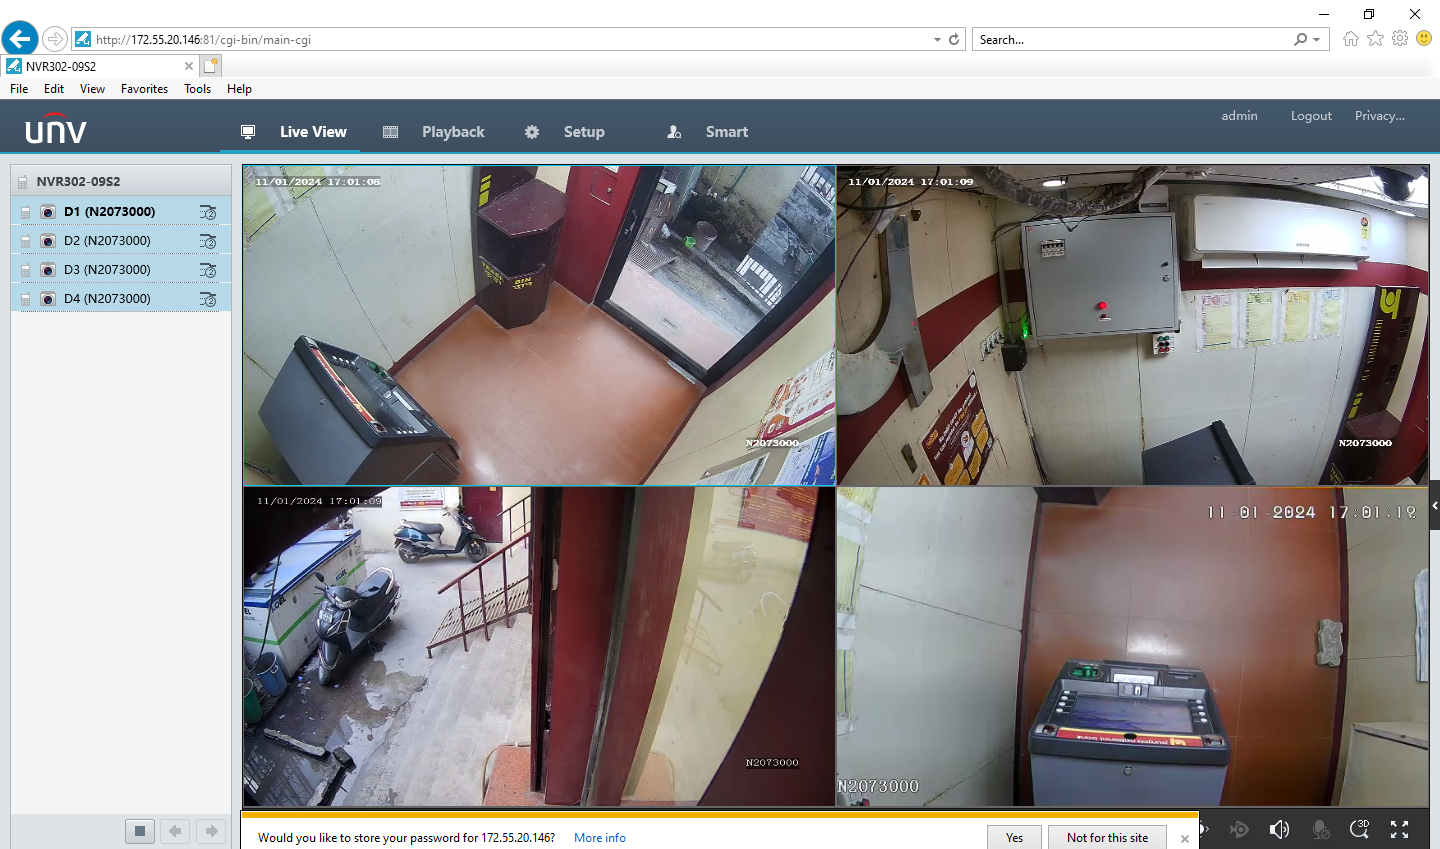 http://172.55.20.146:81/cgi-bin/main-cgi
Search...
NVR302-09S2
File Edit View Favorites Tools Help
unv
Live View
Playback
Setup
Smart
admin
Logout
Privacy...
NVR302-09S2
D1 (N2073000)
D2 (N2073000)
D3 (N2073000)
D4 (N2073000)
11/01/2024 17:01:08
N2073000
11/01/2024 17:01:09
N2073000
11/01/2024 17:01:09
N2073000
11-01-2024 17:01:12
punjab national bank
N2073000
Would you like to store your password for 172.55.20.146?
More info
Yes
Not for this site
3D